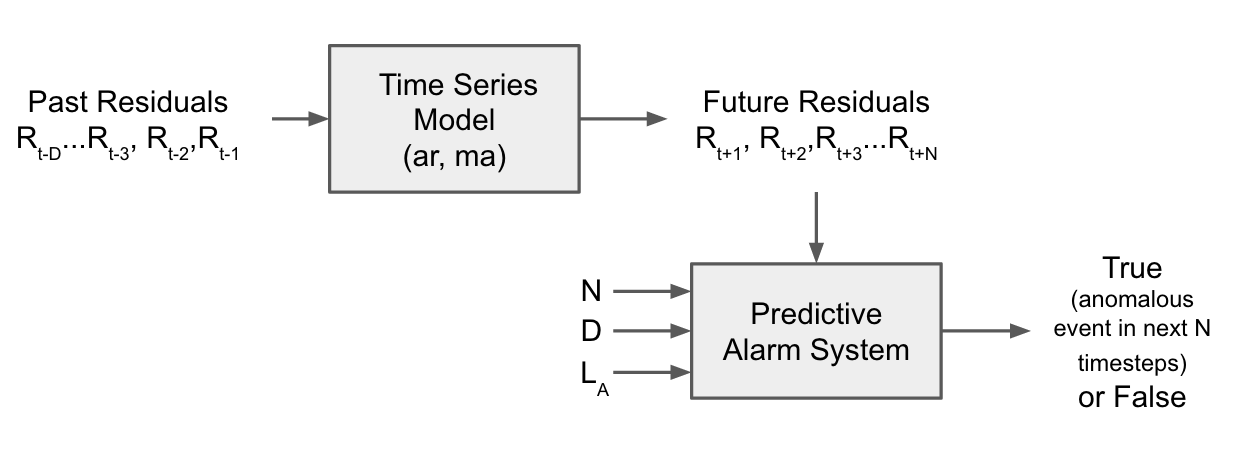 Past Residuals
R_{t-D}...R_{t-3}, R_{t-2},R_{t-1}
Time Series
Model
(ar, ma)
Future Residuals
R_{t+1}, R_{t+2},R_{t+3}...R_{t+N}
N
D
L_A
Predictive
Alarm System
True
(anomalous
event in next N
timesteps)
or False